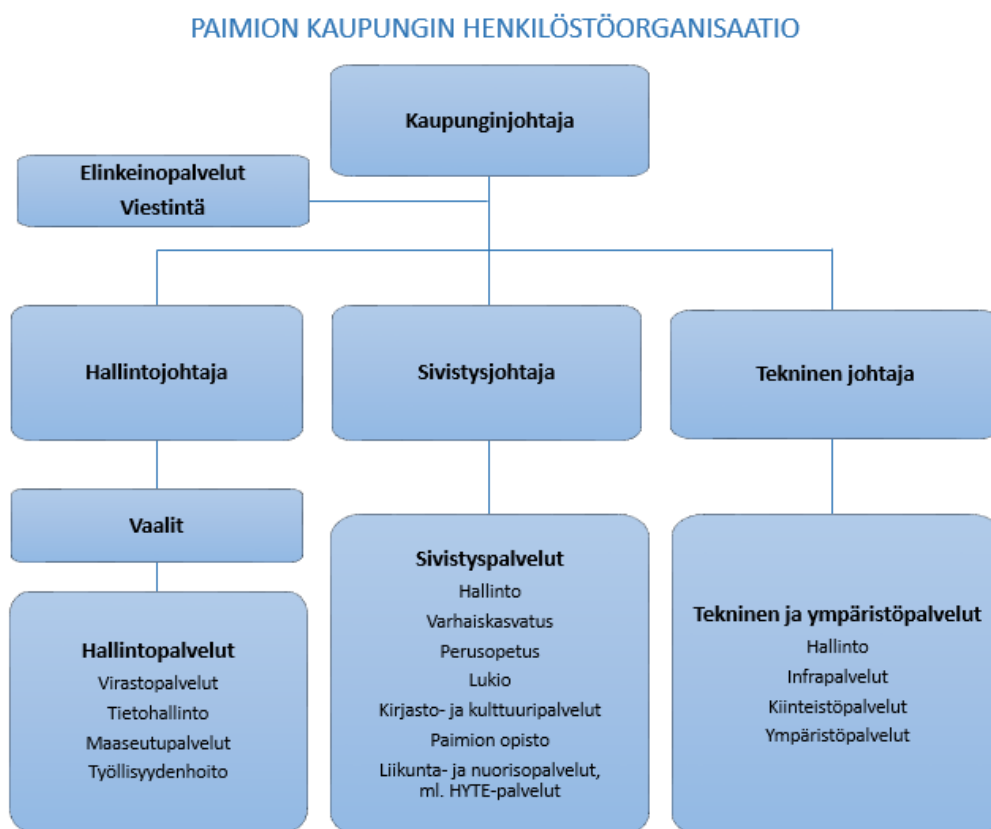 PAIMION KAUPUNGIN HENKILÖSTÖORGANISAATIO
Kaupunginjohtaja
Elinkeinopalvelut
Viestintä
Hallintojohtaja
Sivistysjohtaja
Tekninen johtaja
Vaalit
Hallintopalvelut
Virastopalvelut
Tietohallinto
Maaseutupalvelut
Työllisyydenhoito
Sivistyspalvelut
Hallinto
Varhaiskasvatus
Perusopetus
Lukio
Kirjasto- ja kulttuuripalvelut
Paimion opisto
Liikunta- ja nuorisopalvelut,
ml. HYTE-palvelut
Tekninen ja ympäristöpalvelut
Hallinto
Infrapalvelut
Kiinteistöpalvelut
Ympäristöpalvelut